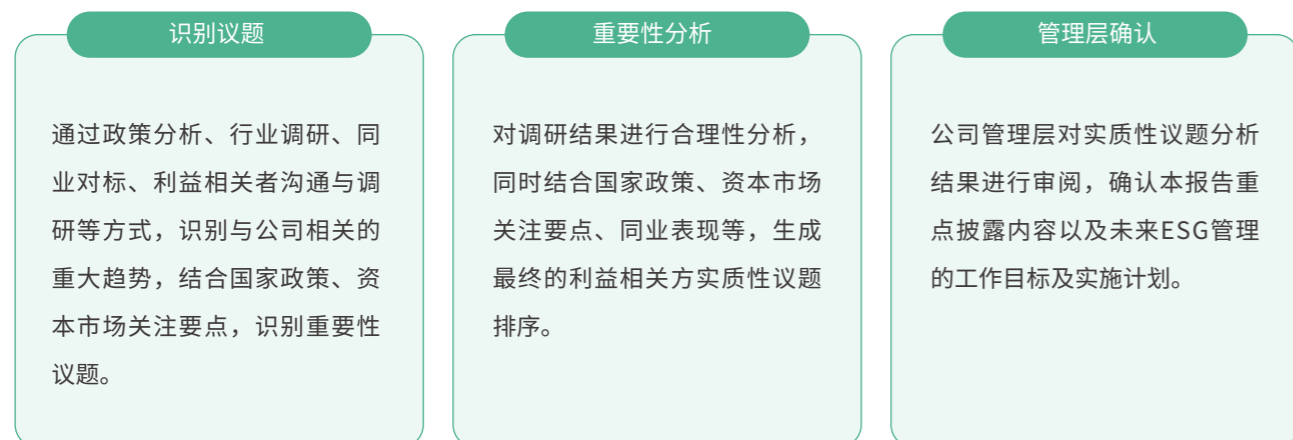 识别议题
通过政策分析、行业调研、同
业对标、利益相关者沟通与调
研等方式，识别与公司相关的
重大趋势，结合国家政策、资
本市场关注要点，识别重要性
议题。
重要性分析
对调研结果进行合理性分析，
同时结合国家政策、资本市场
关注要点、同业表现等，生成
最终的利益相关方实质性议题
排序。
管理层确认
公司管理层对实质性议题分析
结果进行审阅，确认本报告重
点披露内容以及未来ESG管理
的工作目标及实施计划。